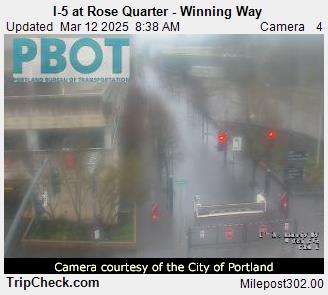 I-5 at Rose Quarter - Winning Way
Updated Mar 12 2025 8:38 AM Camera 4
PBOT
PORTLAND BUREAU OF TRANSPORTATION
Camera courtesy of the City of Portland
TripCheck.com Milepost302.00